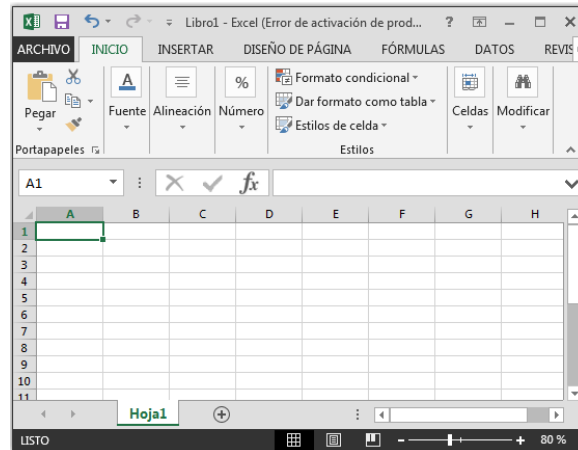 Libro1 - Excel (Error de activación de prod... ?
ARCHIVO INICIO INSERTAR DISEÑO DE PÁGINA FÓRMULAS DATOS REVIS
Pegar
Portapapeles
Fuente
Alineación
%
Número
Formato condicional
Dar formato como tabla
Estilos de celda
Estilos
Celdas
Modificar
A1 fx
A B C D E F G H
1
2
3
4
5
6
7
8
9
10
11
Hoja1
LISTO 80 %